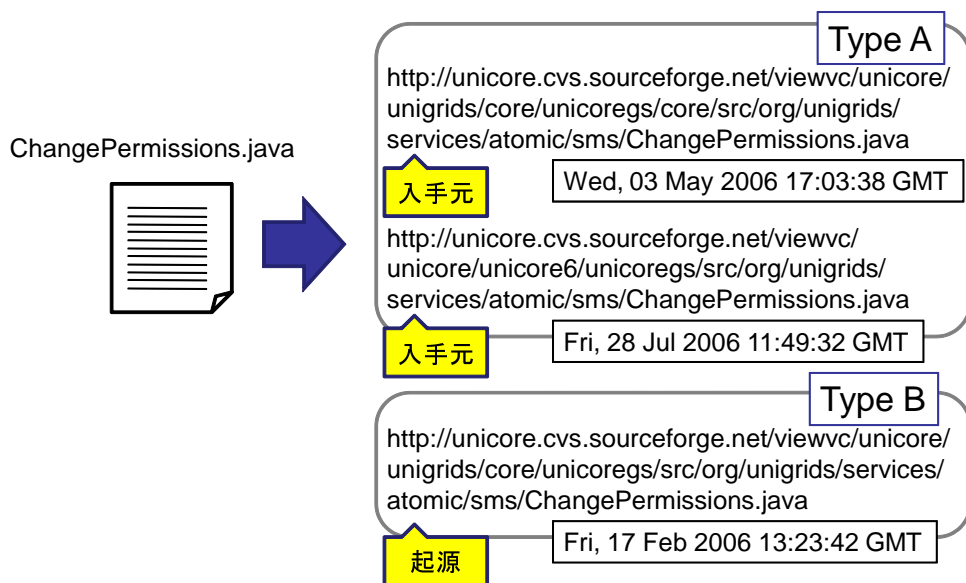 ChangePermissions.java
Type A
http://unicore.cvs.sourceforge.net/viewvc/unicore/
unigrids/core/unicoregs/core/src/org/unigrids/
services/atomic/sms/ChangePermissions.java
入手元
Wed, 03 May 2006 17:03:38 GMT
http://unicore.cvs.sourceforge.net/viewvc/
unicore/unicore6/unicoregs/src/org/unigrids/
services/atomic/sms/ChangePermissions.java
入手元
Fri, 28 Jul 2006 11:49:32 GMT
Type B
http://unicore.cvs.sourceforge.net/viewvc/unicore/
unigrids/core/unicoregs/src/org/unigrids/services/
atomic/sms/ChangePermissions.java
起源
Fri, 17 Feb 2006 13:23:42 GMT